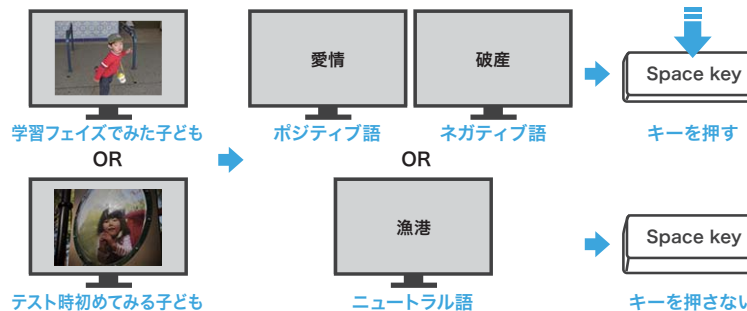 愛情
破産
Space key
学習フェイズでみた子ども
ポジティブ語
ネガティブ語
キーを押す
OR
OR
漁港
Space key
テスト時初めてみる子ども
ニュートラル語
キーを押さない